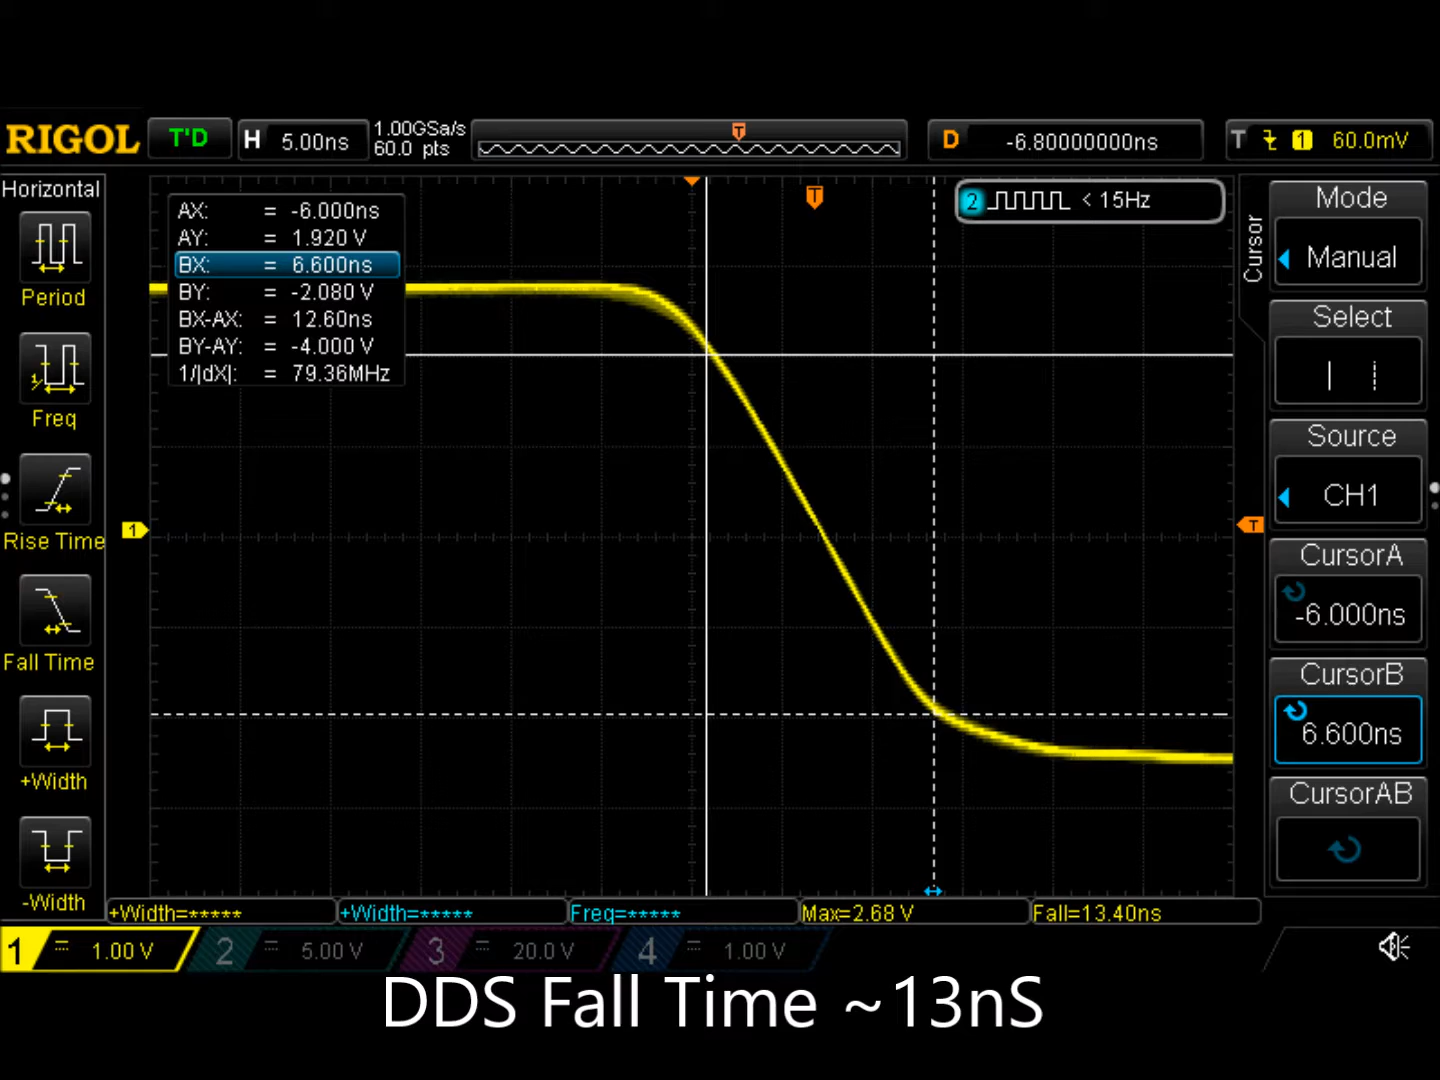 RIGOL T'D H 5.00ns 1.00GSa/s 60.0 pts T D -6.80000000ns T 1 60.0mV
Horizontal
Period
Freq
Rise Time
Fall Time
+Width
-Width
AX: = -6.000ns
AY: = 1.920 V
BX: = 6.600ns
BY: = -2.080 V
BX-AX: = 12.60ns
BY-AY: = -4.000 V
1/|dX|: = 79.36MHz
T
2 < 15Hz
1
T
Cursor
Mode
Manual
Select
Source
CH1
CursorA
-6.000ns
CursorB
6.600ns
CursorAB
+Width=***** +Width=***** Freq=***** Max=2.68 V Fall=13.40ns
1 1.00 V 2 5.00 V 3 20.0 V 4 1.00 V
DDS Fall Time ~13nS